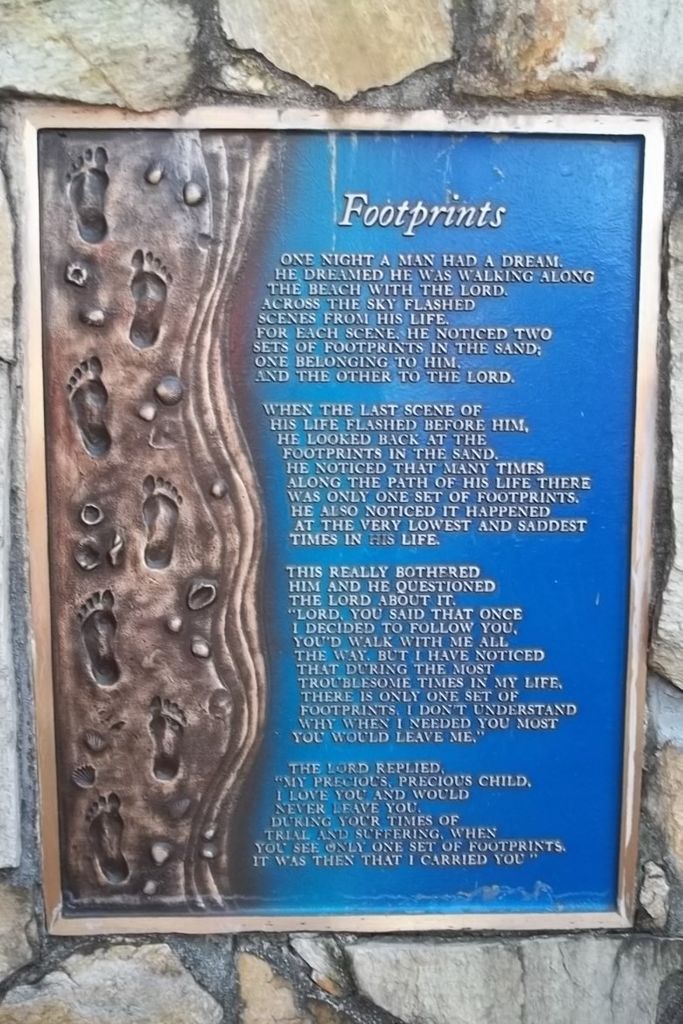 Footprints
ONE NIGHT A MAN HAD A DREAM.
HE DREAMED HE WAS WALKING ALONG
THE BEACH WITH THE LORD.
ACROSS THE SKY FLASHED
SCENES FROM HIS LIFE.
FOR EACH SCENE, HE NOTICED TWO
SETS OF FOOTPRINTS IN THE SAND;
ONE BELONGING TO HIM,
AND THE OTHER TO THE LORD.
WHEN THE LAST SCENE OF
HIS LIFE FLASHED BEFORE HIM,
HE LOOKED BACK AT THE
FOOTPRINTS IN THE SAND.
HE NOTICED THAT MANY TIMES
ALONG THE PATH OF HIS LIFE THERE
WAS ONLY ONE SET OF FOOTPRINTS.
HE ALSO NOTICED IT HAPPENED
AT THE VERY LOWEST AND SADDEST
TIMES IN HIS LIFE.
THIS REALLY BOTHERED
HIM AND HE QUESTIONED
THE LORD ABOUT IT.
"LORD, YOU SAID THAT ONCE
I DECIDED TO FOLLOW YOU,
YOU'D WALK WITH ME ALL
THE WAY. BUT I HAVE NOTICED
THAT DURING THE MOST
TROUBLESOME TIMES IN MY LIFE,
THERE IS ONLY ONE SET OF
FOOTPRINTS. I DON'T UNDERSTAND
WHY WHEN I NEEDED YOU MOST
YOU WOULD LEAVE ME."
THE LORD REPLIED,
"MY PRECIOUS, PRECIOUS CHILD,
I LOVE YOU AND WOULD
NEVER LEAVE YOU.
DURING YOUR TIMES OF
TRIAL AND SUFFERING, WHEN
YOU SEE ONLY ONE SET OF FOOTPRINTS,
IT WAS THEN THAT I CARRIED YOU"